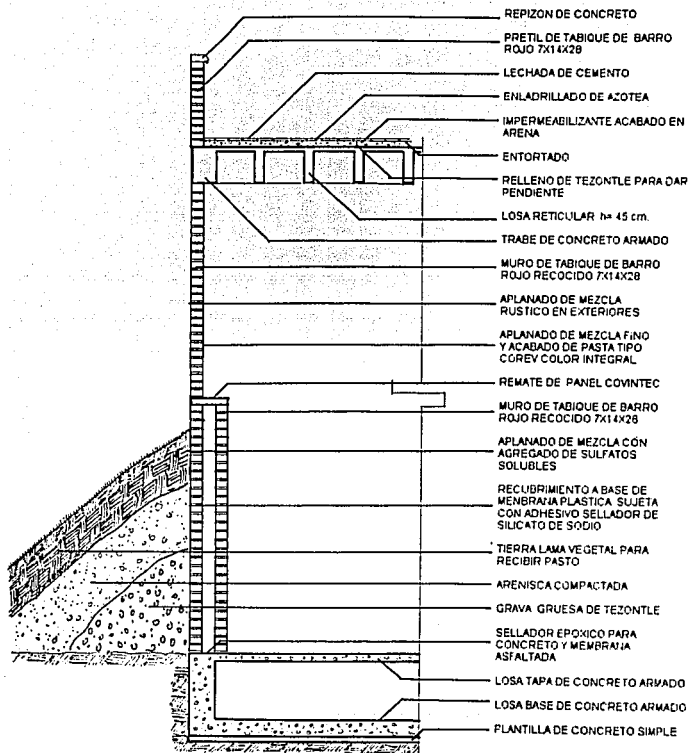 REPIZON DE CONCRETO
PRETIL DE TABIQUE DE BARRO
ROJO 7X14X28
LECHADA DE CEMENTO
ENLADRILLADO DE AZOTEA
IMPERMEABILIZANTE ACABADO EN
ARENA
ENTORTADO
RELLENO DE TEZONTLE PARA DAR
PENDIENTE
LOSA RETICULAR h= 45 cm.
TRABE DE CONCRETO ARMADO
MURO DE TABIQUE DE BARRO
ROJO RECOCIDO 7X14X28
APLANADO DE MEZCLA
RUSTICO EN EXTERIORES
APLANADO DE MEZCLA FINO
Y ACABADO DE PASTA TIPO
COREV COLOR INTEGRAL
REMATE DE PANEL COVINTEC
MURO DE TABIQUE DE BARRO
ROJO RECOCIDO 7X14X28
APLANADO DE MEZCLA CON
AGREGADO DE SULFATOS
SOLUBLES
RECUBRIMIENTO A BASE DE
MENBRANA PLASTICA SUJETA
CON ADHESIVO SELLADOR DE
SILICATO DE SODIO
TIERRA LAMA VEGETAL PARA
RECIBIR PASTO
ARENISCA COMPACTADA
GRAVA GRUESA DE TEZONTLE
SELLADOR EPOXICO PARA
CONCRETO Y MEMBRANA
ASFALTADA
LOSA TAPA DE CONCRETO ARMADO
LOSA BASE DE CONCRETO ARMADO
PLANTILLA DE CONCRETO SIMPLE